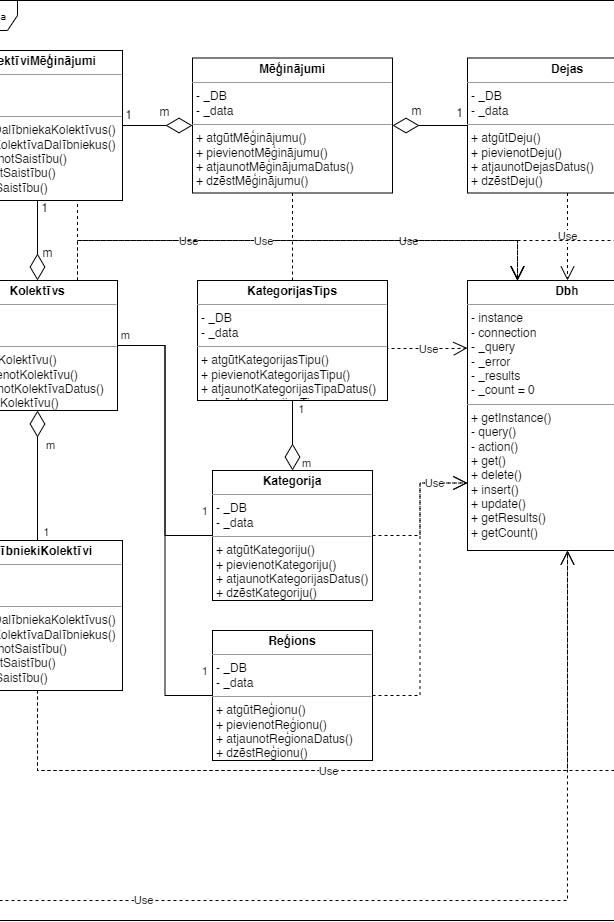 a
ektīviMēģinājumi
DalībniekaKolektīvus()
KolektīvaDalībniekus()
notSaistību()
tSaistību()
Saistību()
1
m
Mēģinājumi
- _DB
- _data
+ atgūtMēģinājumu()
+ pievienotMēģinājumu()
+ atjaunotMēģinājumaDatus()
+ dzēstMēģinājumu()
m
1
Dejas
- _DB
- _data
+ atgūtDeju()
+ pievienotDeju()
+ atjaunotDejasDatus()
+ dzēstDeju()
1
m
Use
Use
Use
Use
Kolektīvs
Kolektīvu()
enotKolektīvu()
notKolektīvaDatus()
Kolektīvu()
m
KategorijasTips
- _DB
- _data
+ atgūtKategorijasTipu()
+ pievienotKategorijasTipu()
+ atjaunotKategorijasTipaDatus()
Use
Dbh
- instance
- connection
- _query
- _error
- _results
- _count = 0
+ getInstance()
- query()
- action()
+ get()
+ delete()
+ insert()
+ update()
+ getResults()
+ getCount()
1
m
m
1
Kategorija
- _DB
- _data
+ atgūtKategoriju()
+ pievienotKategoriju()
+ atjaunotKategorijasDatus()
+ dzēstKategoriju()
1
Use
ībniekiKolektīvi
DalībniekaKolektīvus()
KolektīvaDalībniekus()
notSaistību()
tSaistību()
Saistību()
Reģions
- _DB
- _data
+ atgūtReģionu()
+ pievienotReģionu()
+ atjaunotReģionaDatus()
+ dzēstReģionu()
1
Use
Use